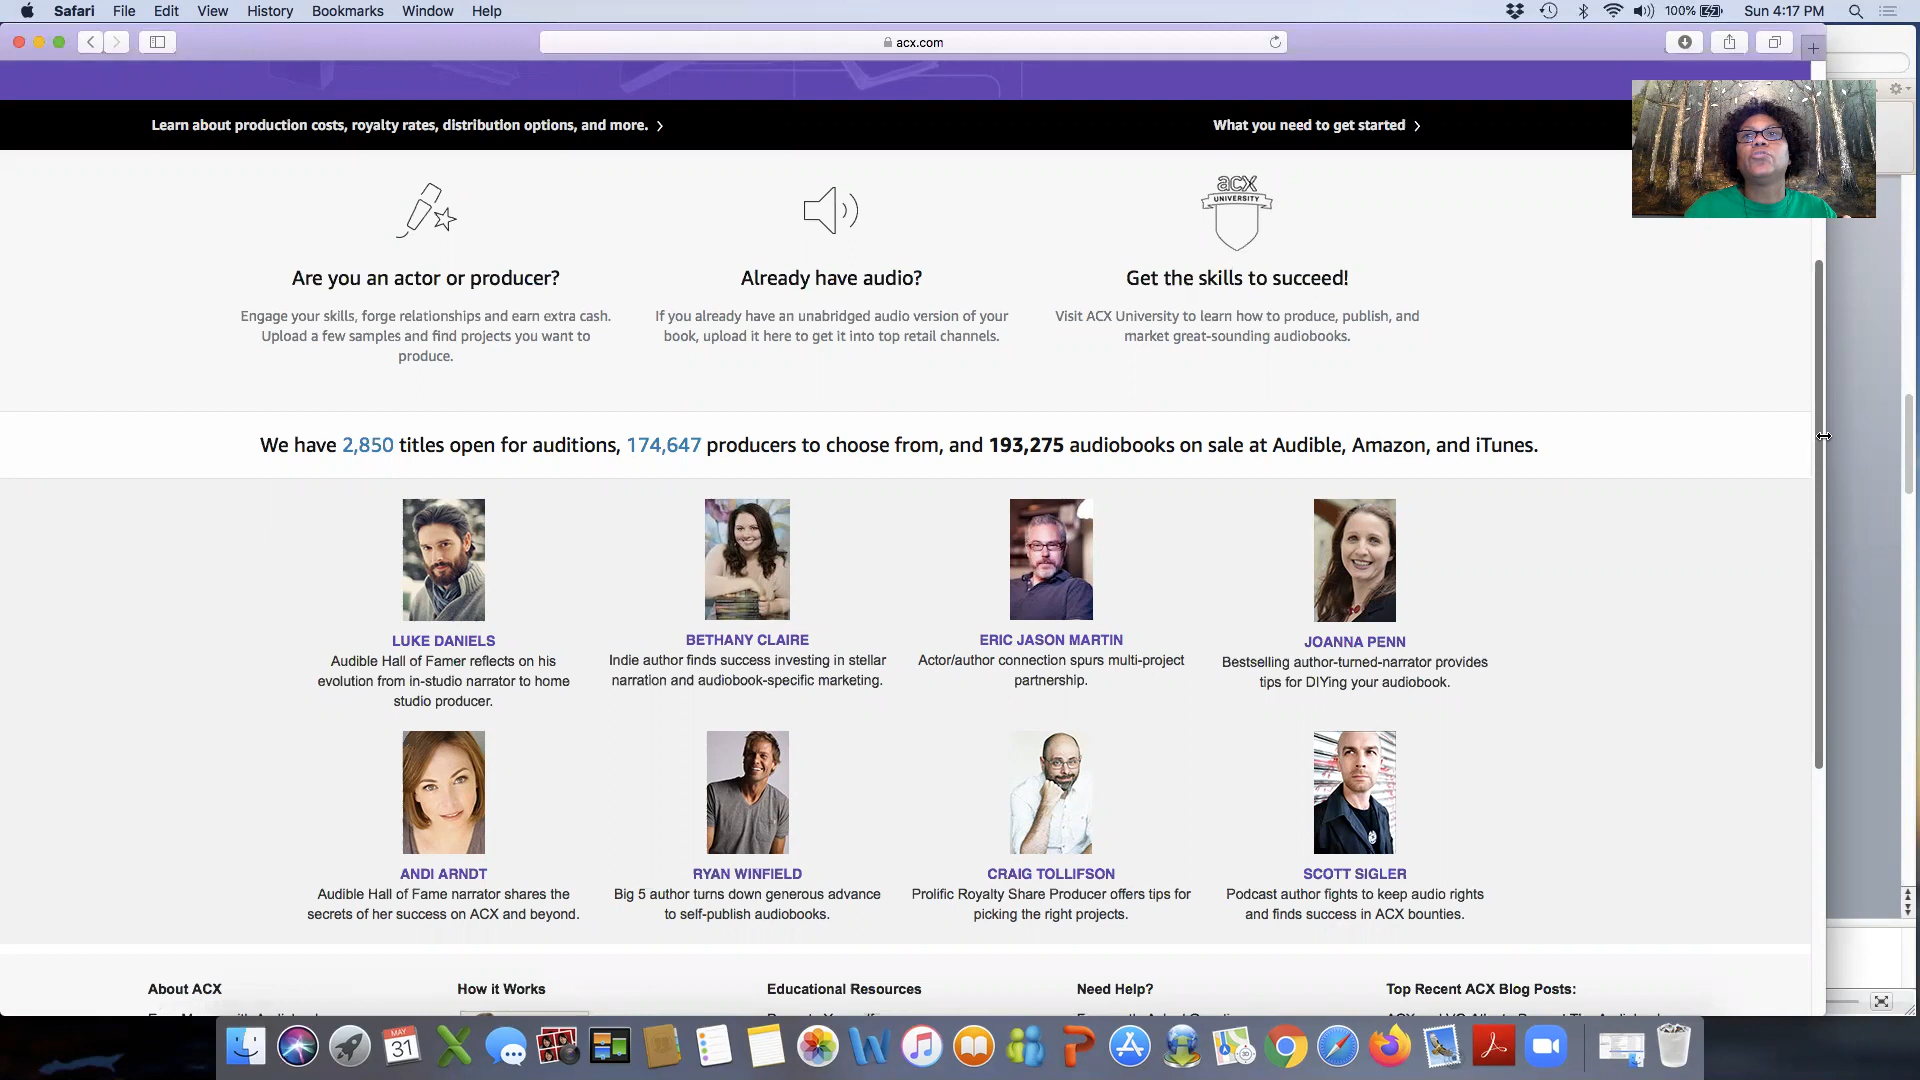 Safari File Edit View History Bookmarks Window Help
100% Sun 4:17 PM
acx.com
Learn about production costs, royalty rates, distribution options, and more. >
What you need to get started >
acx
UNIVERSITY
Are you an actor or producer?
Engage your skills, forge relationships and earn extra cash.
Upload a few samples and find projects you want to
produce.
Already have audio?
If you already have an unabridged audio version of your
book, upload it here to get it into top retail channels.
Get the skills to succeed!
Visit ACX University to learn how to produce, publish, and
market great-sounding audiobooks.
We have 2,850 titles open for auditions, 174,647 producers to choose from, and 193,275 audiobooks on sale at Audible, Amazon, and iTunes.
LUKE DANIELS
Audible Hall of Famer reflects on his
evolution from in-studio narrator to home
studio producer.
BETHANY CLAIRE
Indie author finds success investing in stellar
narration and audiobook-specific marketing.
ERIC JASON MARTIN
Actor/author connection spurs multi-project
partnership.
JOANNA PENN
Bestselling author-turned-narrator provides
tips for DIYing your audiobook.
ANDI ARNDT
Audible Hall of Fame narrator shares the
secrets of her success on ACX and beyond.
RYAN WINFIELD
Big 5 author turns down generous advance
to self-publish audiobooks.
CRAIG TOLLIFSON
Prolific Royalty Share Producer offers tips for
picking the right projects.
SCOTT SIGLER
Podcast author fights to keep audio rights
and finds success in ACX bounties.
About ACX
How it Works
Educational Resources
Need Help?
Top Recent ACX Blog Posts:
MAY
31